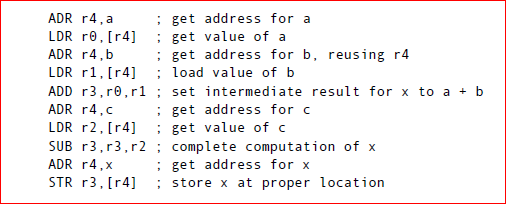 ADR r4,a ; get address for a
LDR r0,[r4] ; get value of a
ADR r4,b ; get address for b, reusing r4
LDR r1,[r4] ; load value of b
ADD r3,r0,r1 ; set intermediate result for x to a + b
ADR r4,c ; get address for c
LDR r2,[r4] ; get value of c
SUB r3,r3,r2 ; complete computation of x
ADR r4,x ; get address for x
STR r3,[r4] ; store x at proper location